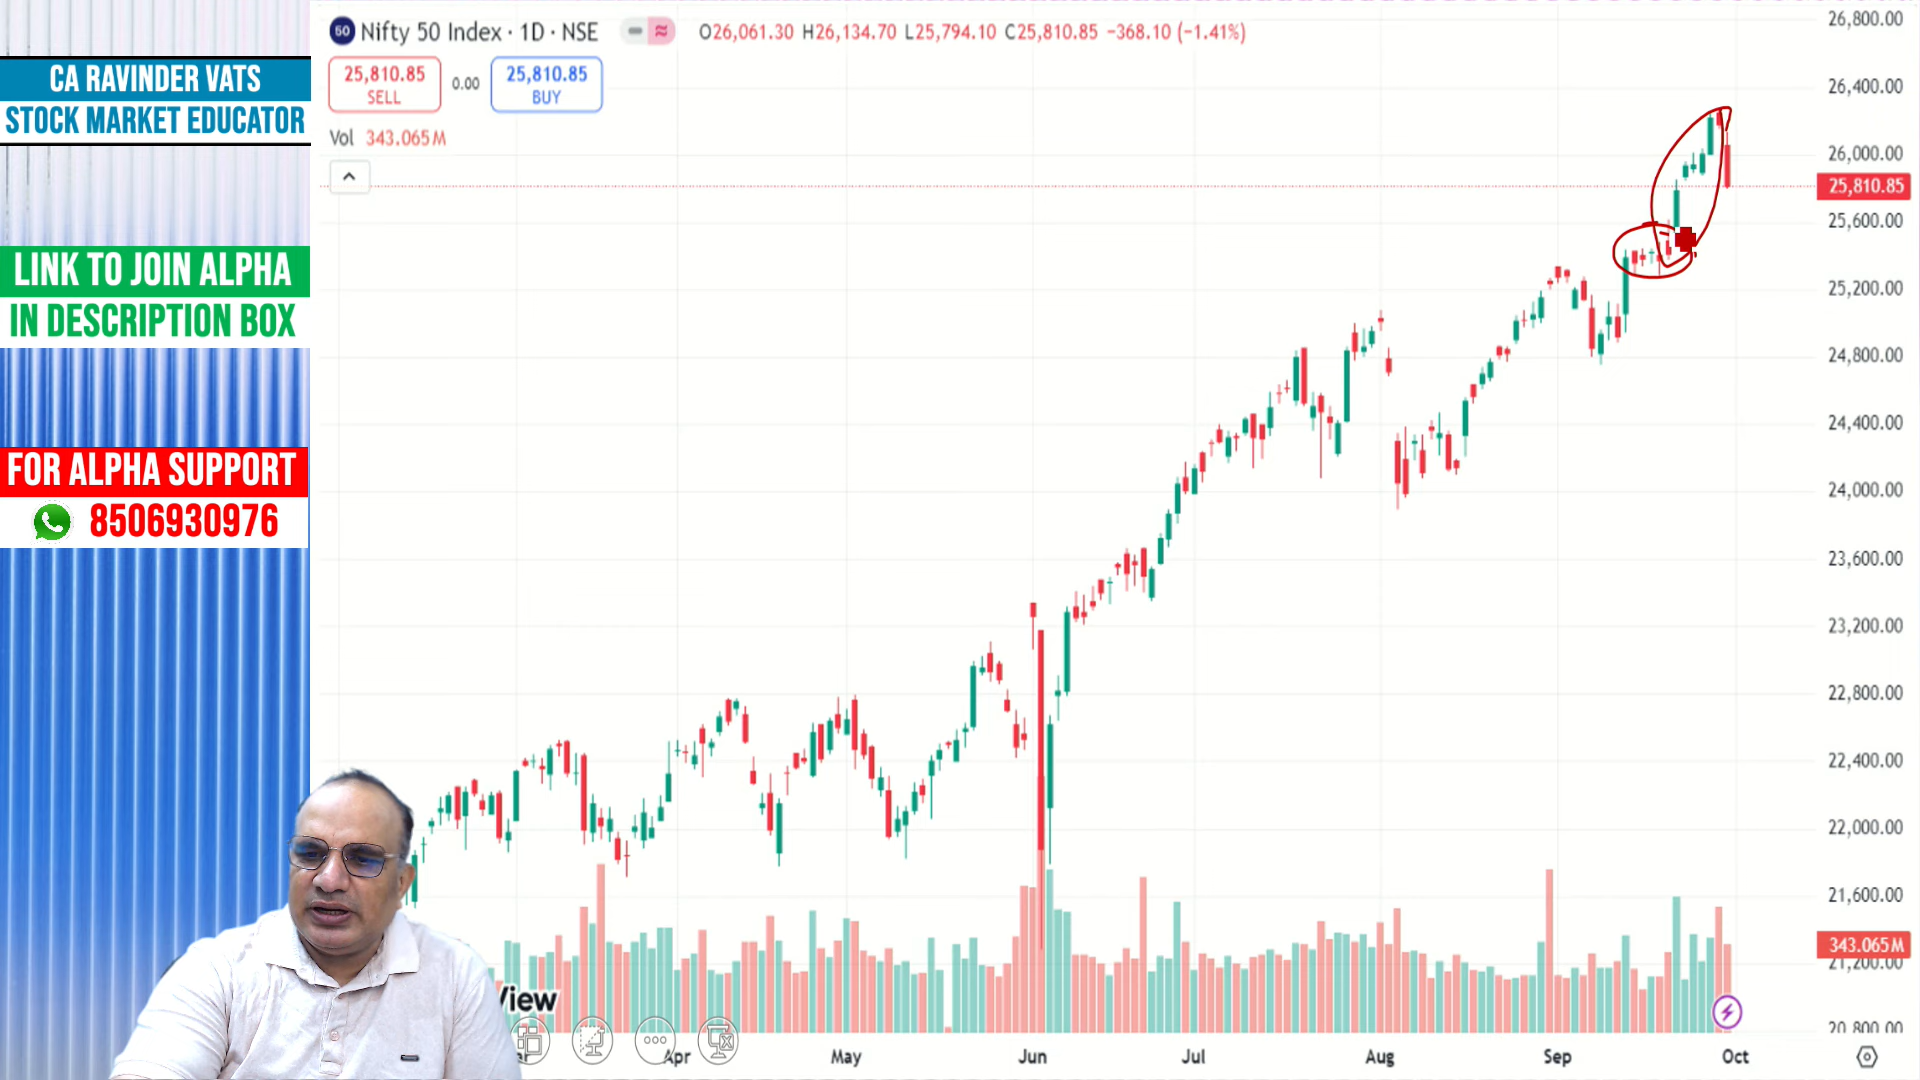 CA RAVINDER VATS
STOCK MARKET EDUCATOR
LINK TO JOIN ALPHA
IN DESCRIPTION BOX
FOR ALPHA SUPPORT
8506930976
50 Nifty 50 Index · 1D · NSE O26,061.30 H26,134.70 L25,794.10 C25,810.85 −368.10 (−1.41%)
25,810.85
SELL
0.00
25,810.85
BUY
Vol 343.065M
26,800.00
26,400.00
26,000.00
25,810.85
25,600.00
25,200.00
24,800.00
24,400.00
24,000.00
23,600.00
23,200.00
22,800.00
22,400.00
22,000.00
21,600.00
343.065M
21,200.00
20,800.00
View
Apr May Jun Jul Aug Sep Oct